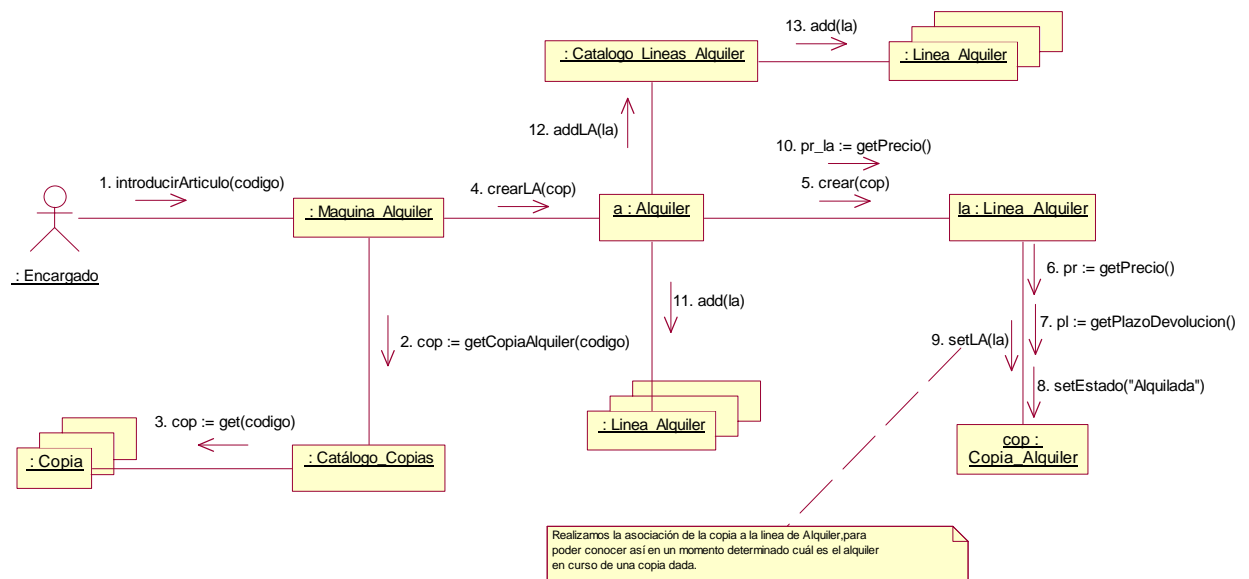 13. add(la)
: Catalogo_Lineas_Alquiler
: Linea_Alquiler
12. addLA(la)
10. pr_la := getPrecio()
1. introducirArticulo(codigo)
4. crearLA(cop)
5. crear(cop)
: Maquina_Alquiler
a : Alquiler
la : Linea_Alquiler
: Encargado
6. pr := getPrecio()
11. add(la)
7. pl := getPlazoDevolucion()
2. cop := getCopiaAlquiler(codigo)
9. setLA(la)
8. setEstado("Alquilada")
3. cop := get(codigo)
: Linea_Alquiler
cop :
Copia_Alquiler
: Copia
: Catálogo_Copias
Realizamos la asociación de la copia a la linea de Alquiler,para
poder conocer así en un momento determinado cuál es el alquiler
en curso de una copia dada.